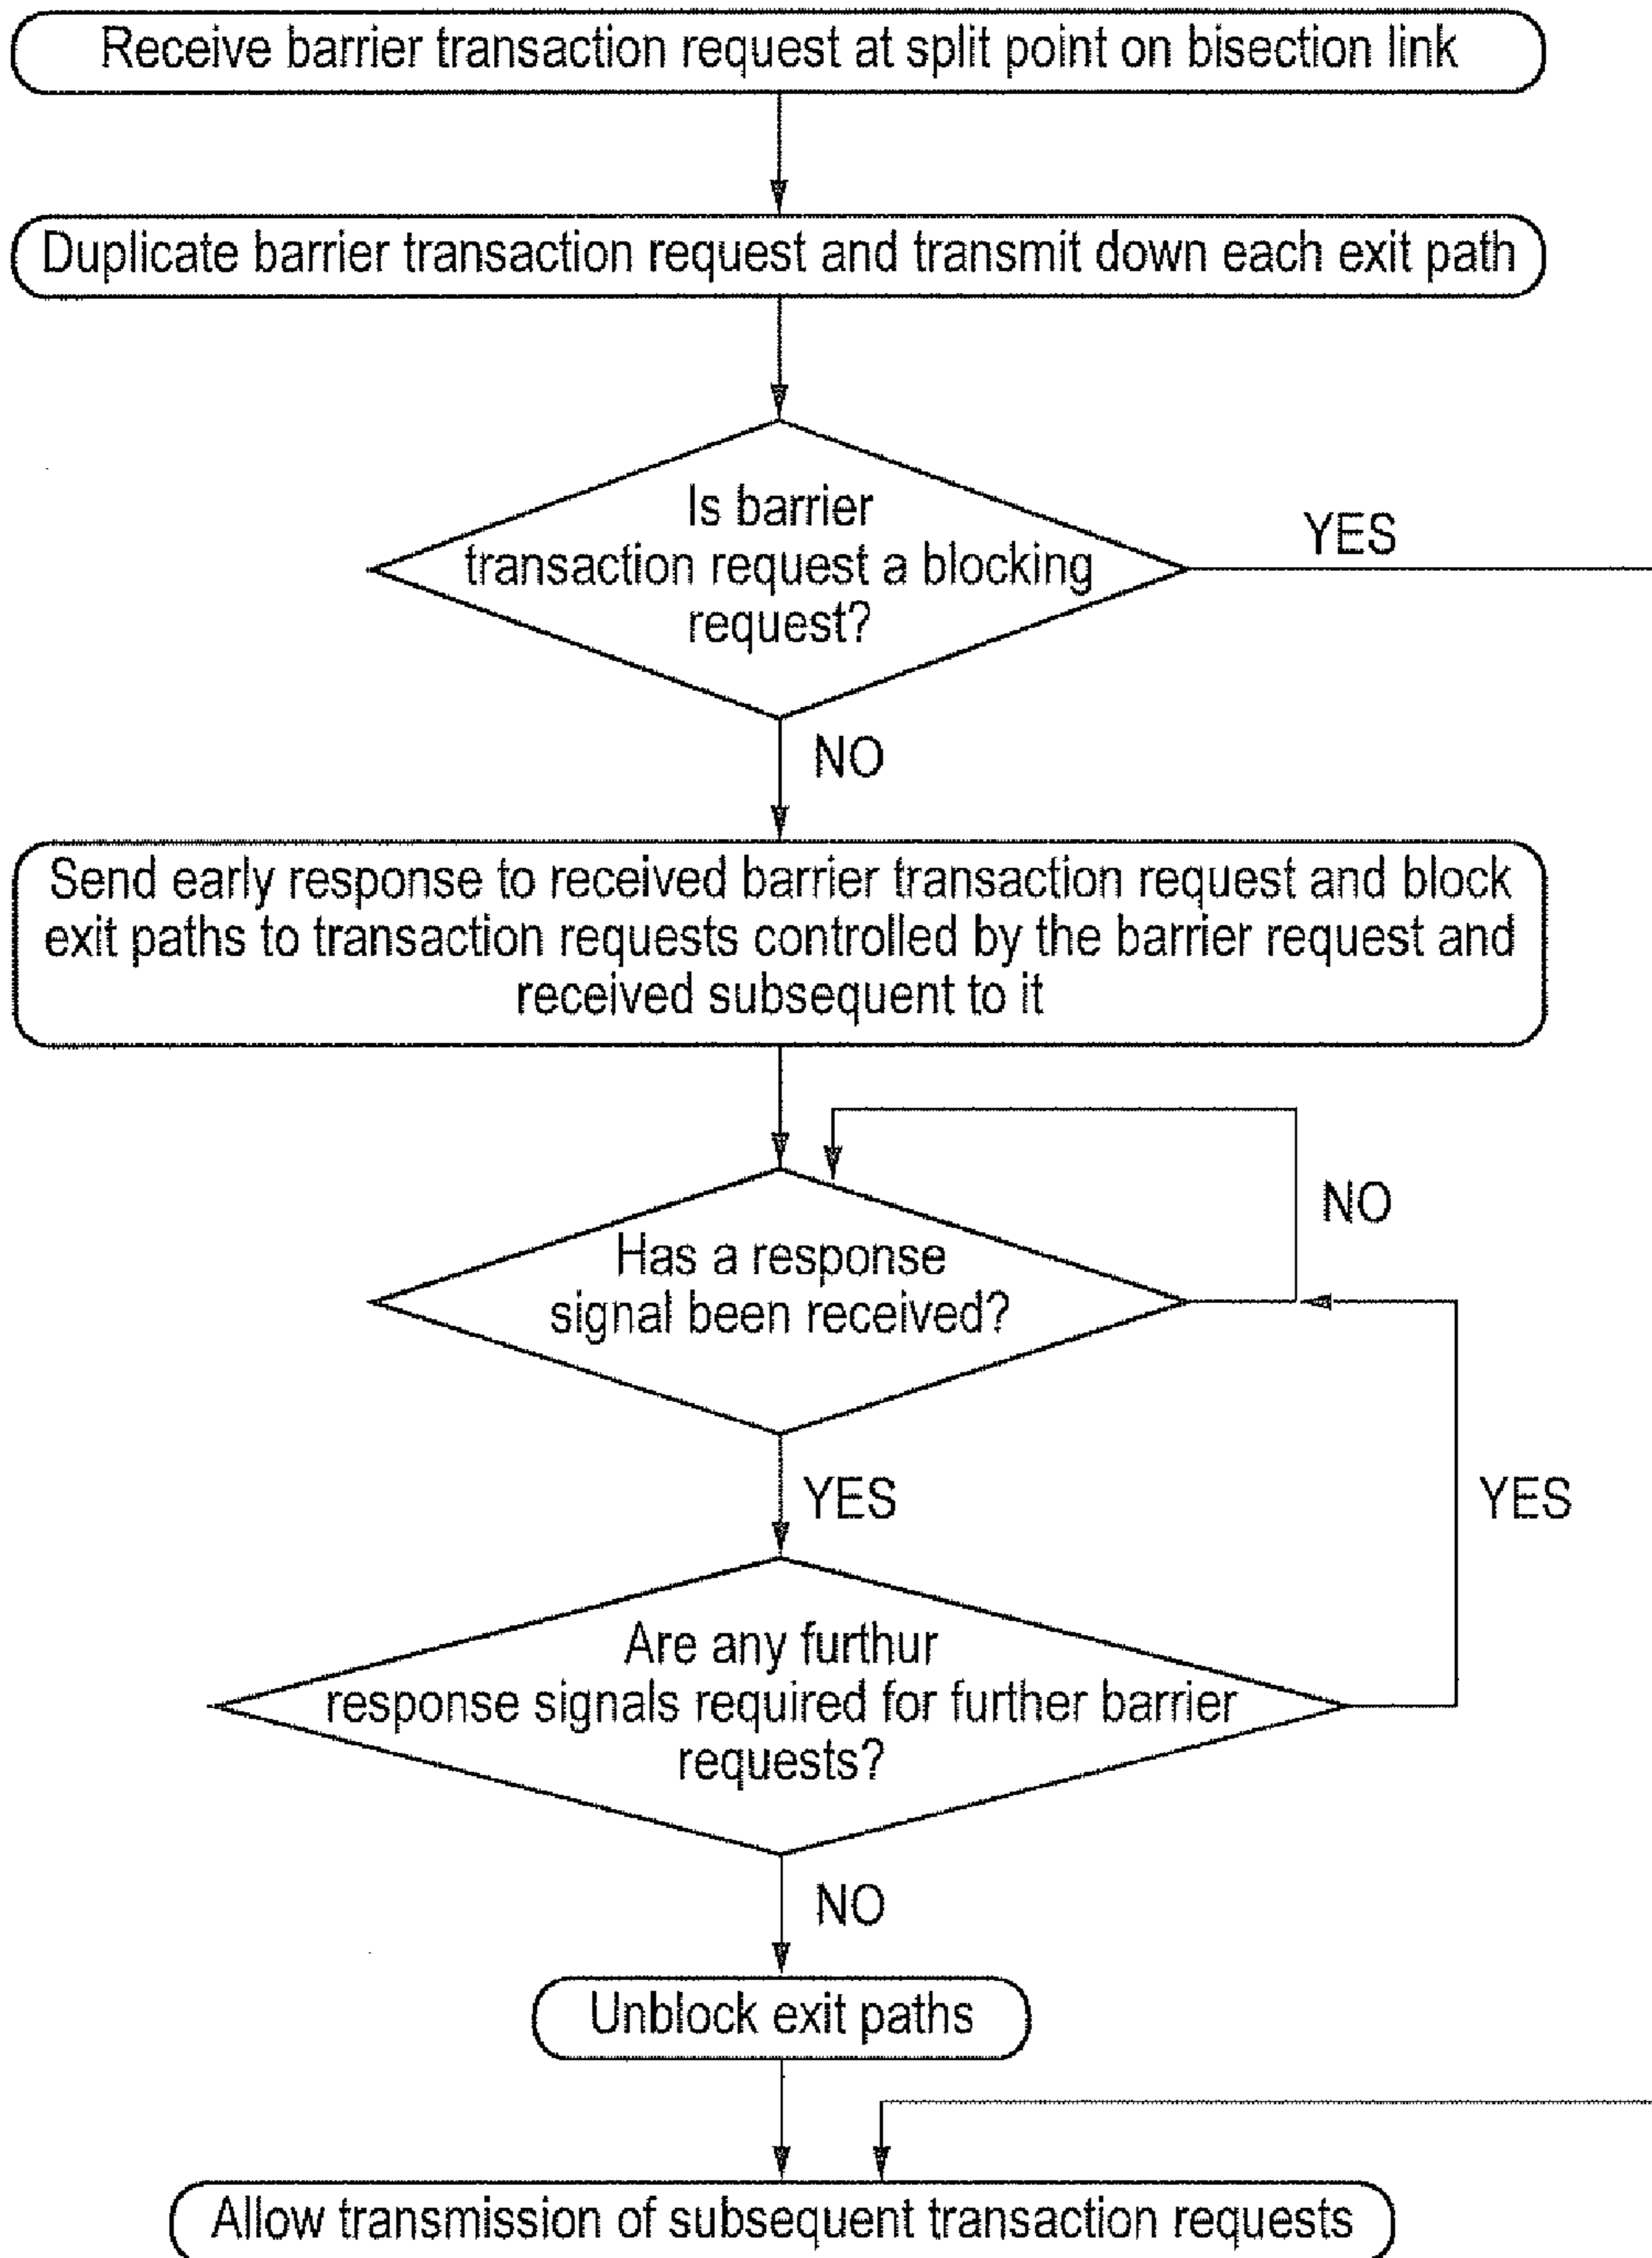 Receive barrier transaction request at split point on bisection link
Duplicate barrier transaction request and transmit down each exit path
Is barrier
transaction request a blocking
request?
YES
NO
Send early response to received barrier transaction request and block
exit paths to transaction requests controlled by the barrier request and
received subsequent to it
NO
Has a response
signal been received?
YES
YES
Are any furthur
response signals required for further barrier
requests?
NO
Unblock exit paths
Allow transmission of subsequent transaction requests